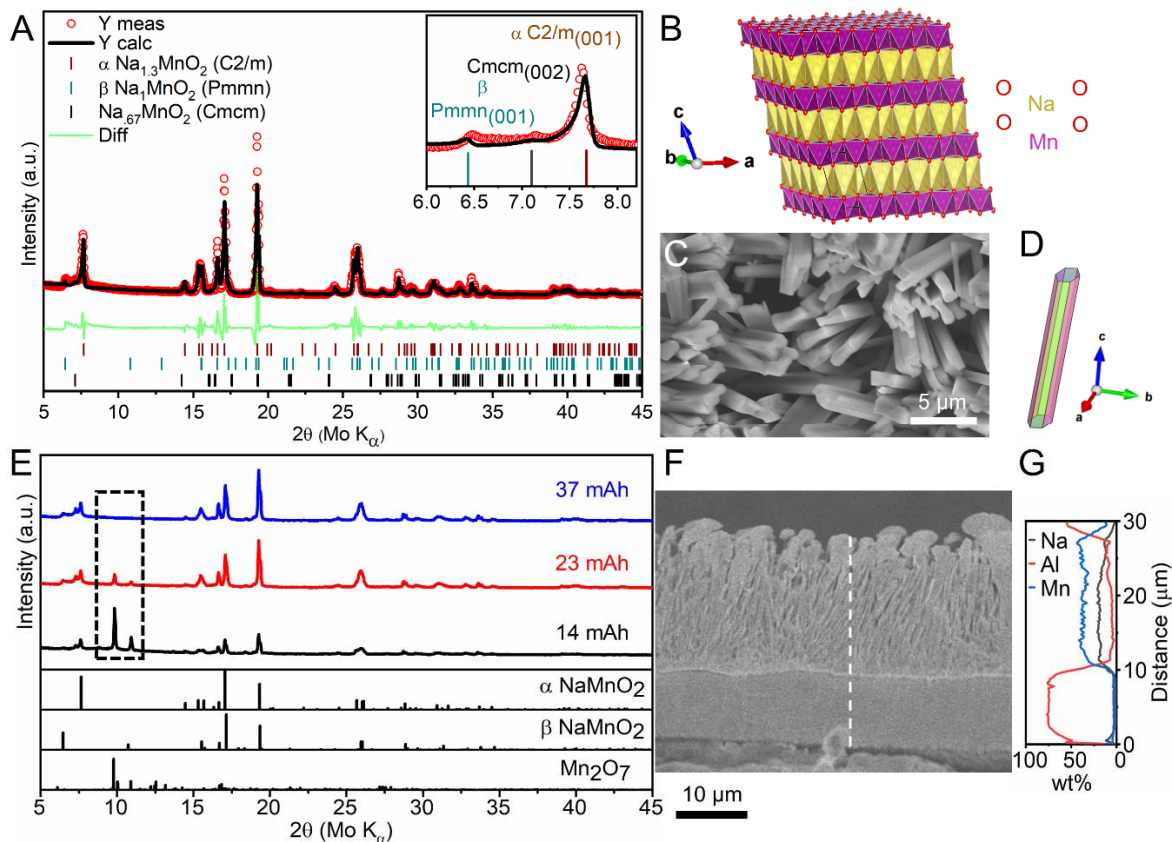 A
Y meas
Y calc
α Na1.3MnO2 (C2/m)
β Na1MnO2 (Pmmn)
Na.67MnO2 (Cmcm)
Diff
Intensity (a.u.)
α C2/m(001)
Cmcm(002)
β
Pmmn(001)
6.0 6.5 7.0 7.5 8.0
5 10 15 20 25 30 35 40 45
2θ (Mo Kα)
B
c
b
a
O O
Na
O O
Mn
C
5 μm
D
c
b
a
E
Intensity (a.u.)
37 mAh
23 mAh
14 mAh
α NaMnO2
β NaMnO2
Mn2O7
5 10 15 20 25 30 35 40 45
2θ (Mo Kα)
F
10 μm
G
Na
Al
Mn
30
20
10
0
Distance (μm)
100 50 0
wt%